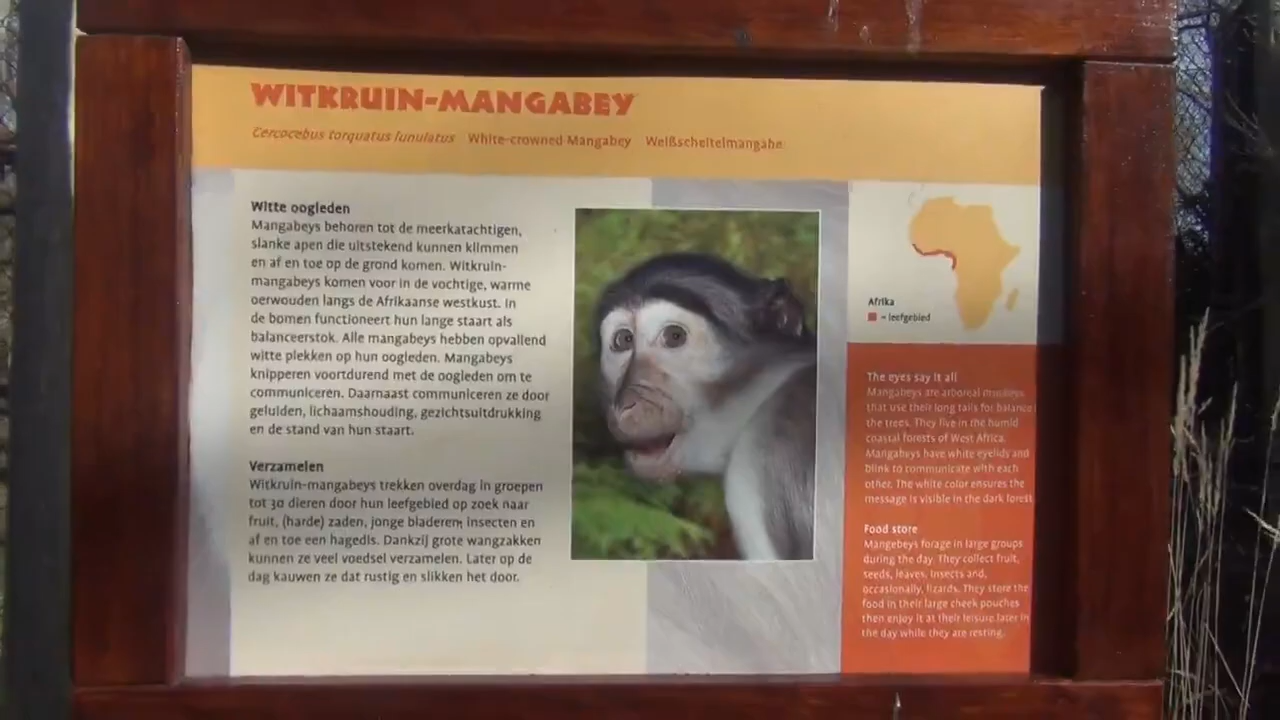 WITKRUIN-MANGABEY
Cercocebus torquatus lunulatus White-crowned Mangabey Weißscheitelmangabe
Witte oogleden
Mangabeys behoren tot de meerkatachtigen,
slanke apen die uitstekend kunnen klimmen
en af en toe op de grond komen. Witkruin-
mangabeys komen voor in de vochtige, warme
oerwouden langs de Afrikaanse westkust. In
de bomen functioneert hun lange staart als
balanceerstok. Alle mangabeys hebben opvallend
witte plekken op hun oogleden. Mangabeys
knipperen voortdurend met de oogleden om te
communiceren. Daarnaast communiceren ze door
geluiden, lichaamshouding, gezichtsuitdrukking
en de stand van hun staart.
Verzamelen
Witkruin-mangabeys trekken overdag in groepen
tot 30 dieren door hun leefgebied op zoek naar
fruit, (harde) zaden, jonge bladeren, insecten en
af en toe een hagedis. Dankzij grote wangzakken
kunnen ze veel voedsel verzamelen. Later op de
dag kauwen ze dat rustig en slikken het door.
Afrika
= leefgebied
The eyes say it all
Mangabeys are arboreal monkeys
that use their long tails for balance
the trees. They live in the humid
coastal forests of West Africa.
Mangabeys have white eyelids and
blink to communicate with each
other. The white color ensures the
message is visible in the dark forest
Food store
Mangebeys forage in large groups
during the day. They collect fruit,
seeds, leaves, insects and,
occasionally, lizards. They store the
food in their large cheek pouches
then enjoy it at their leisure later in
the day while they are resting.